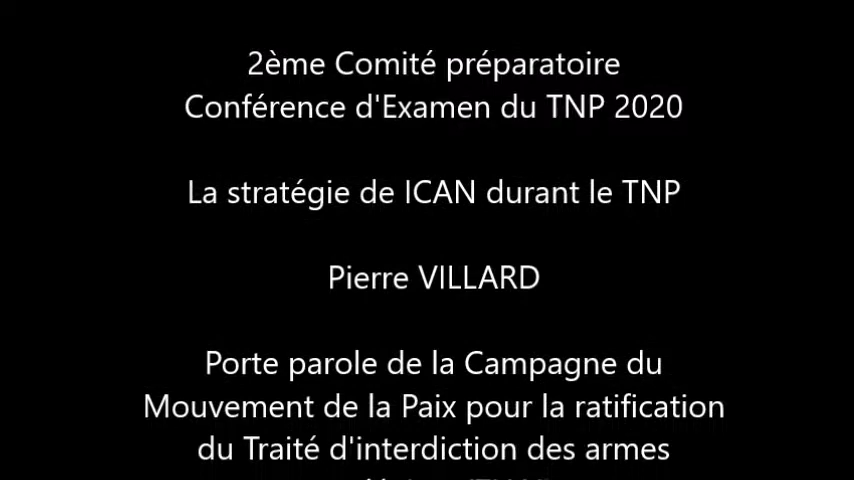 2ème Comité préparatoire
Conférence d'Examen du TNP 2020
La stratégie de ICAN durant le TNP
Pierre VILLARD
Porte parole de la Campagne du
Mouvement de la Paix pour la ratification
du Traité d'interdiction des armes